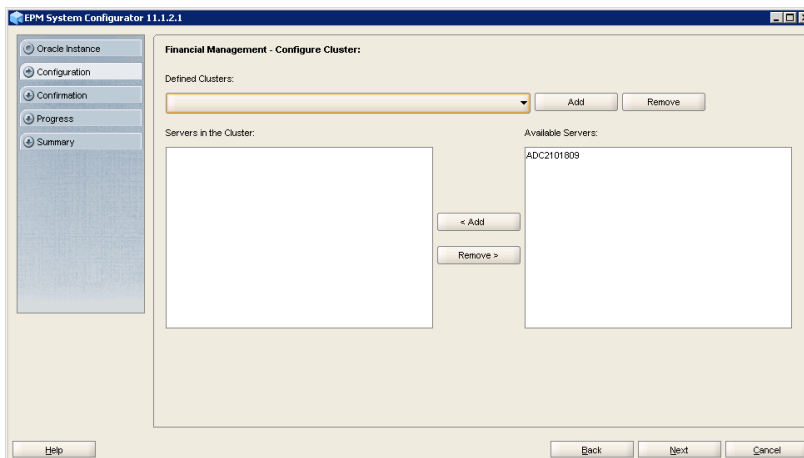 EPM System Configurator 11.1.2.1
Oracle Instance
Configuration
Confirmation
Progress
Summary
Financial Management - Configure Cluster:
Defined Clusters:
Add
Remove
Servers in the Cluster:
Available Servers:
ADC2101809
< Add
Remove >
Help
Back
Next
Cancel